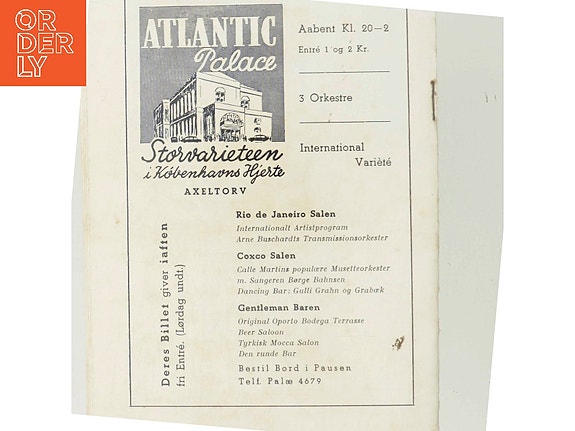 ORDERLY
ATLANTIC
Palace
Storvarieteen
i Københavns Hjerte
AXELTORV
Aabent Kl. 20—2
Entré 1 og 2 Kr.
3 Orkestre
International
Varièté
Deres Billet giver iaften
fri Entré. (Lørdag undt.)
Rio de Janeiro Salen
Internationalt Artistprogram
Arne Buschardts Transmissionsorkester
Coxco Salen
Calle Martins populære Musetteorkester
m. Sangeren Børge Bahnsen
Dancing Bar: Gulli Grahn og Grabæk
Gentleman Baren
Original Oporto Bodega Terrasse
Beer Saloon
Tyrkisk Mocca Salon
Den runde Bar
Bestil Bord i Pausen
Telf. Palæ 4679